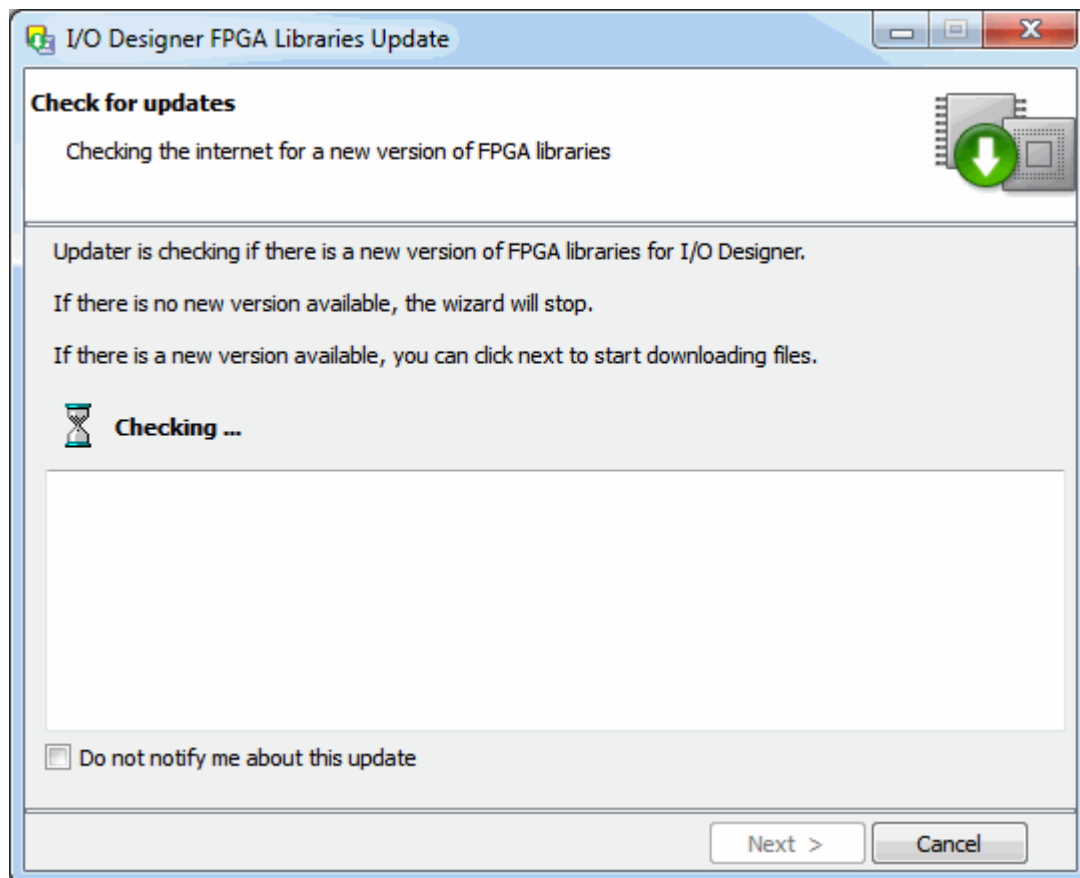 I/O Designer FPGA Libraries Update
Check for updates
Checking the internet for a new version of FPGA libraries
Updater is checking if there is a new version of FPGA libraries for I/O Designer.
If there is no new version available, the wizard will stop.
If there is a new version available, you can click next to start downloading files.
Checking ...
Do not notify me about this update
Next >
Cancel